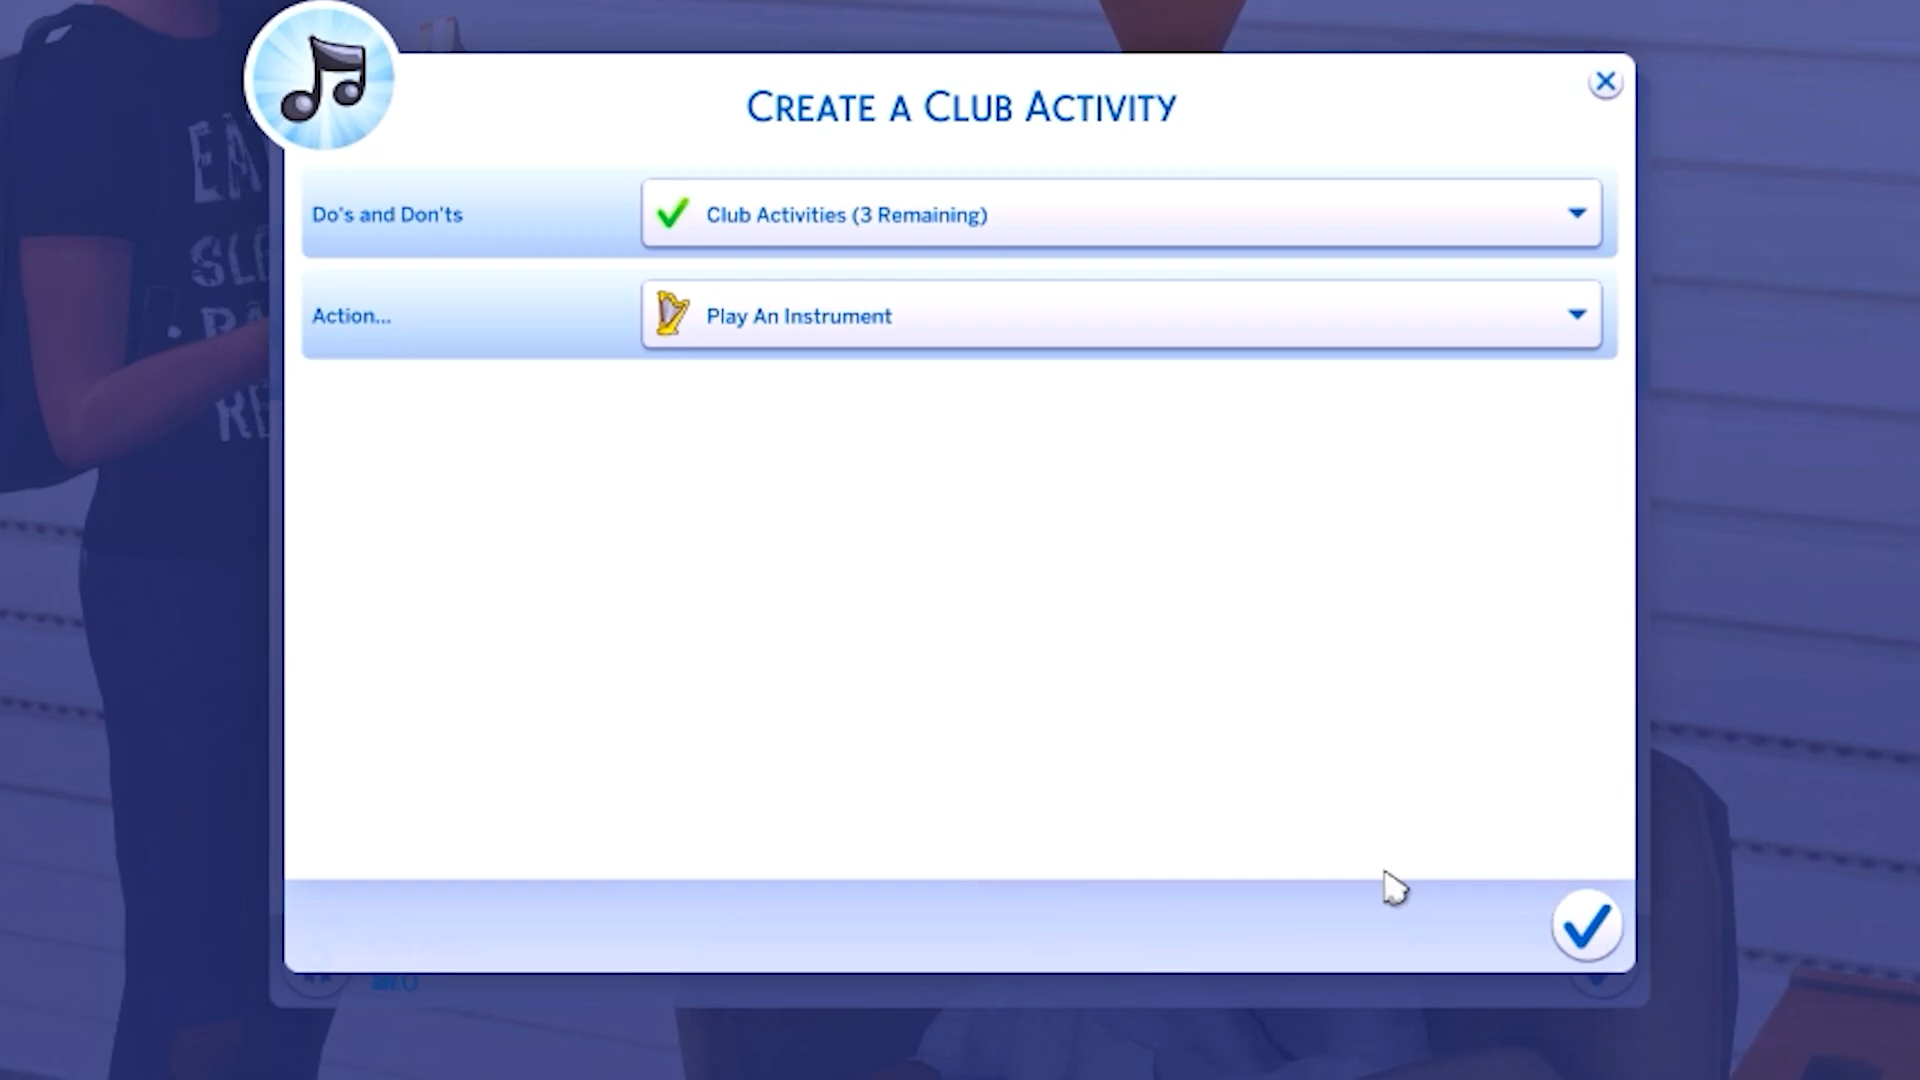 CREATE A CLUB ACTIVITY
Do's and Don'ts
Club Activities (3 Remaining)
Action...
Play An Instrument